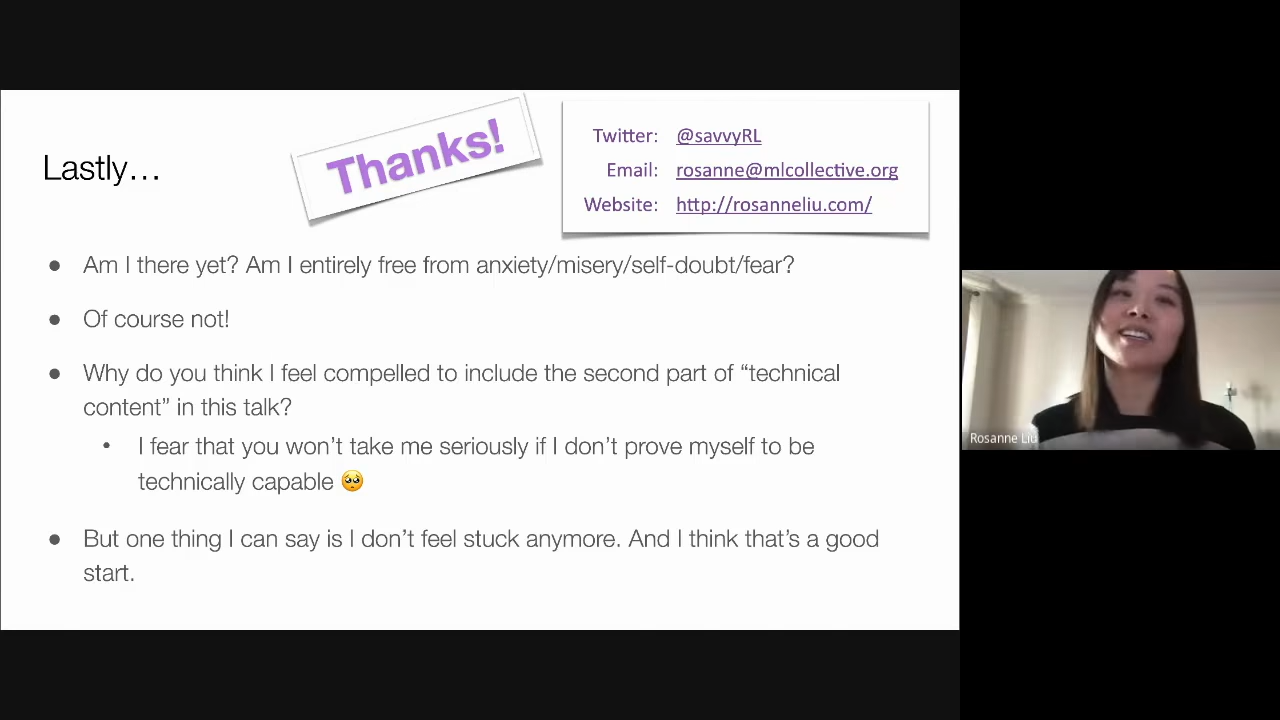 Lastly…
Thanks!
Twitter: @savvyRL
Email: rosanne@mlcollective.org
Website: http://rosanneliu.com/
● Am I there yet? Am I entirely free from anxiety/misery/self-doubt/fear?
● Of course not!
● Why do you think I feel compelled to include the second part of “technical
content” in this talk?
• I fear that you won’t take me seriously if I don’t prove myself to be
technically capable 🥺
● But one thing I can say is I don’t feel stuck anymore. And I think that’s a good
start.
Rosanne Liu